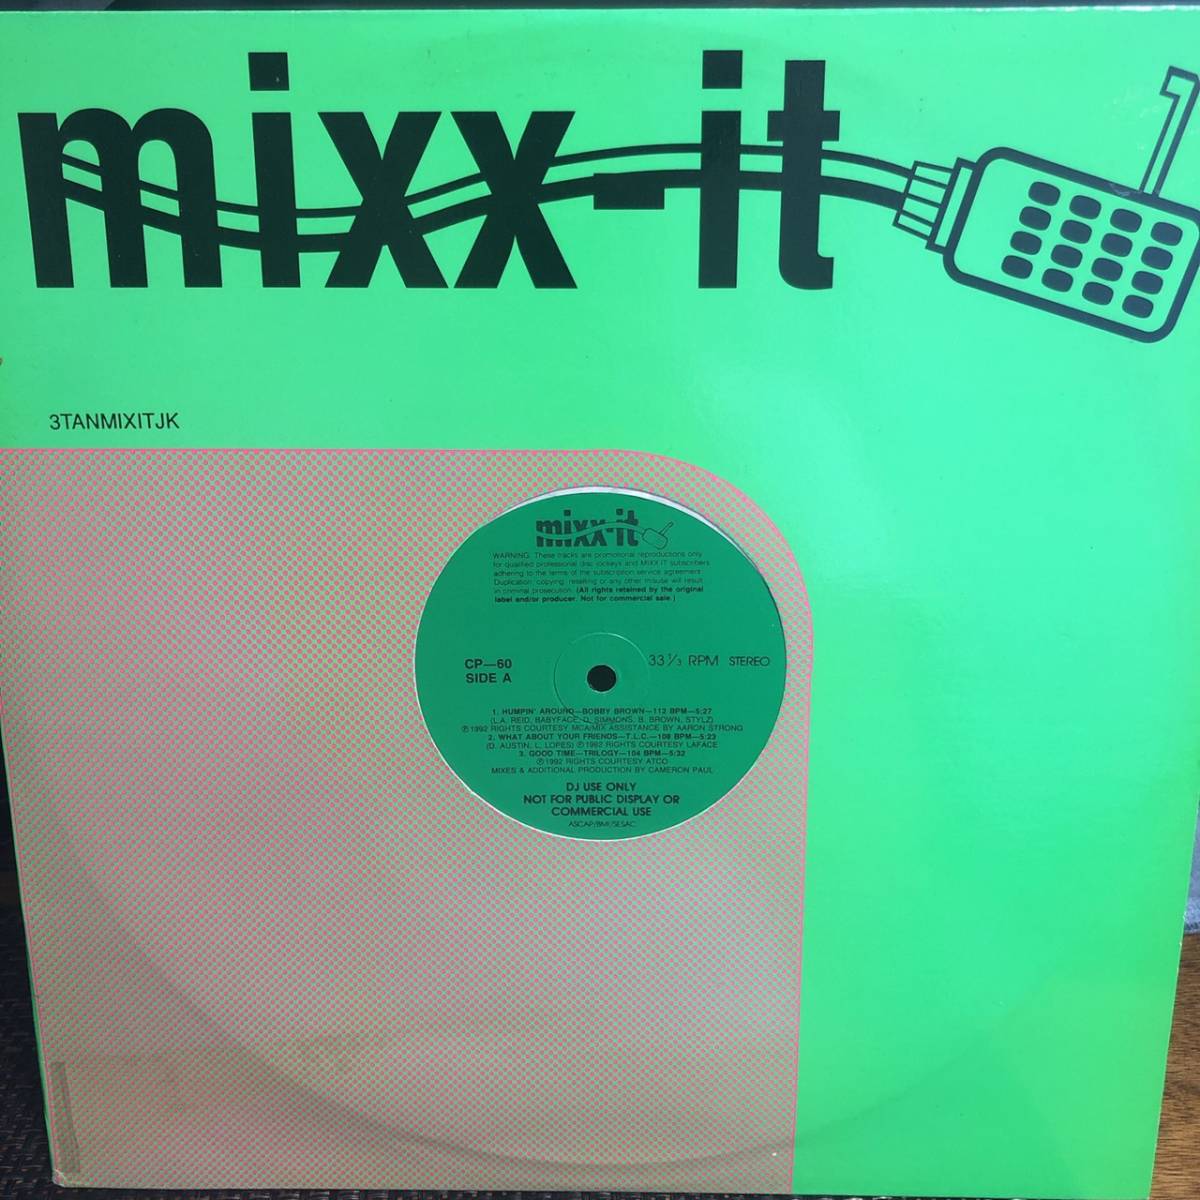 mixx-it
3TANMIXITJK
mixx-it
WARNING: These tracks are promotional reproductions only
for qualified professional disc jockeys and MIXX IT subscribers
adhering to the terms of the subscription service agreement.
Duplication, copying, reselling or any other misuse will result
in criminal prosecution. (All rights retained by the original
label and/or producer. Not for commercial sale.)
CP—60
SIDE A
33 1/3 RPM STEREO
1. HUMPIN' AROUND—BOBBY BROWN—112 BPM—5:27
(L.A. REID, BABYFACE, D. SIMMONS, B. BROWN, STYLZ)
℗1992 RIGHTS COURTESY MCA/MIX ASSISTANCE BY AARON STRONG
2. WHAT ABOUT YOUR FRIENDS—T.L.C.—108 BPM—5:23
(D. AUSTIN, L. LOPES) ℗1992 RIGHTS COURTESY LAFACE
3. GOOD TIME—TRILOGY—104 BPM—5:32
℗1992 RIGHTS COURTESY ATCO
MIXES & ADDITIONAL PRODUCTION BY CAMERON PAUL
DJ USE ONLY
NOT FOR PUBLIC DISPLAY OR
COMMERCIAL USE
ASCAP/BMI/SESAC